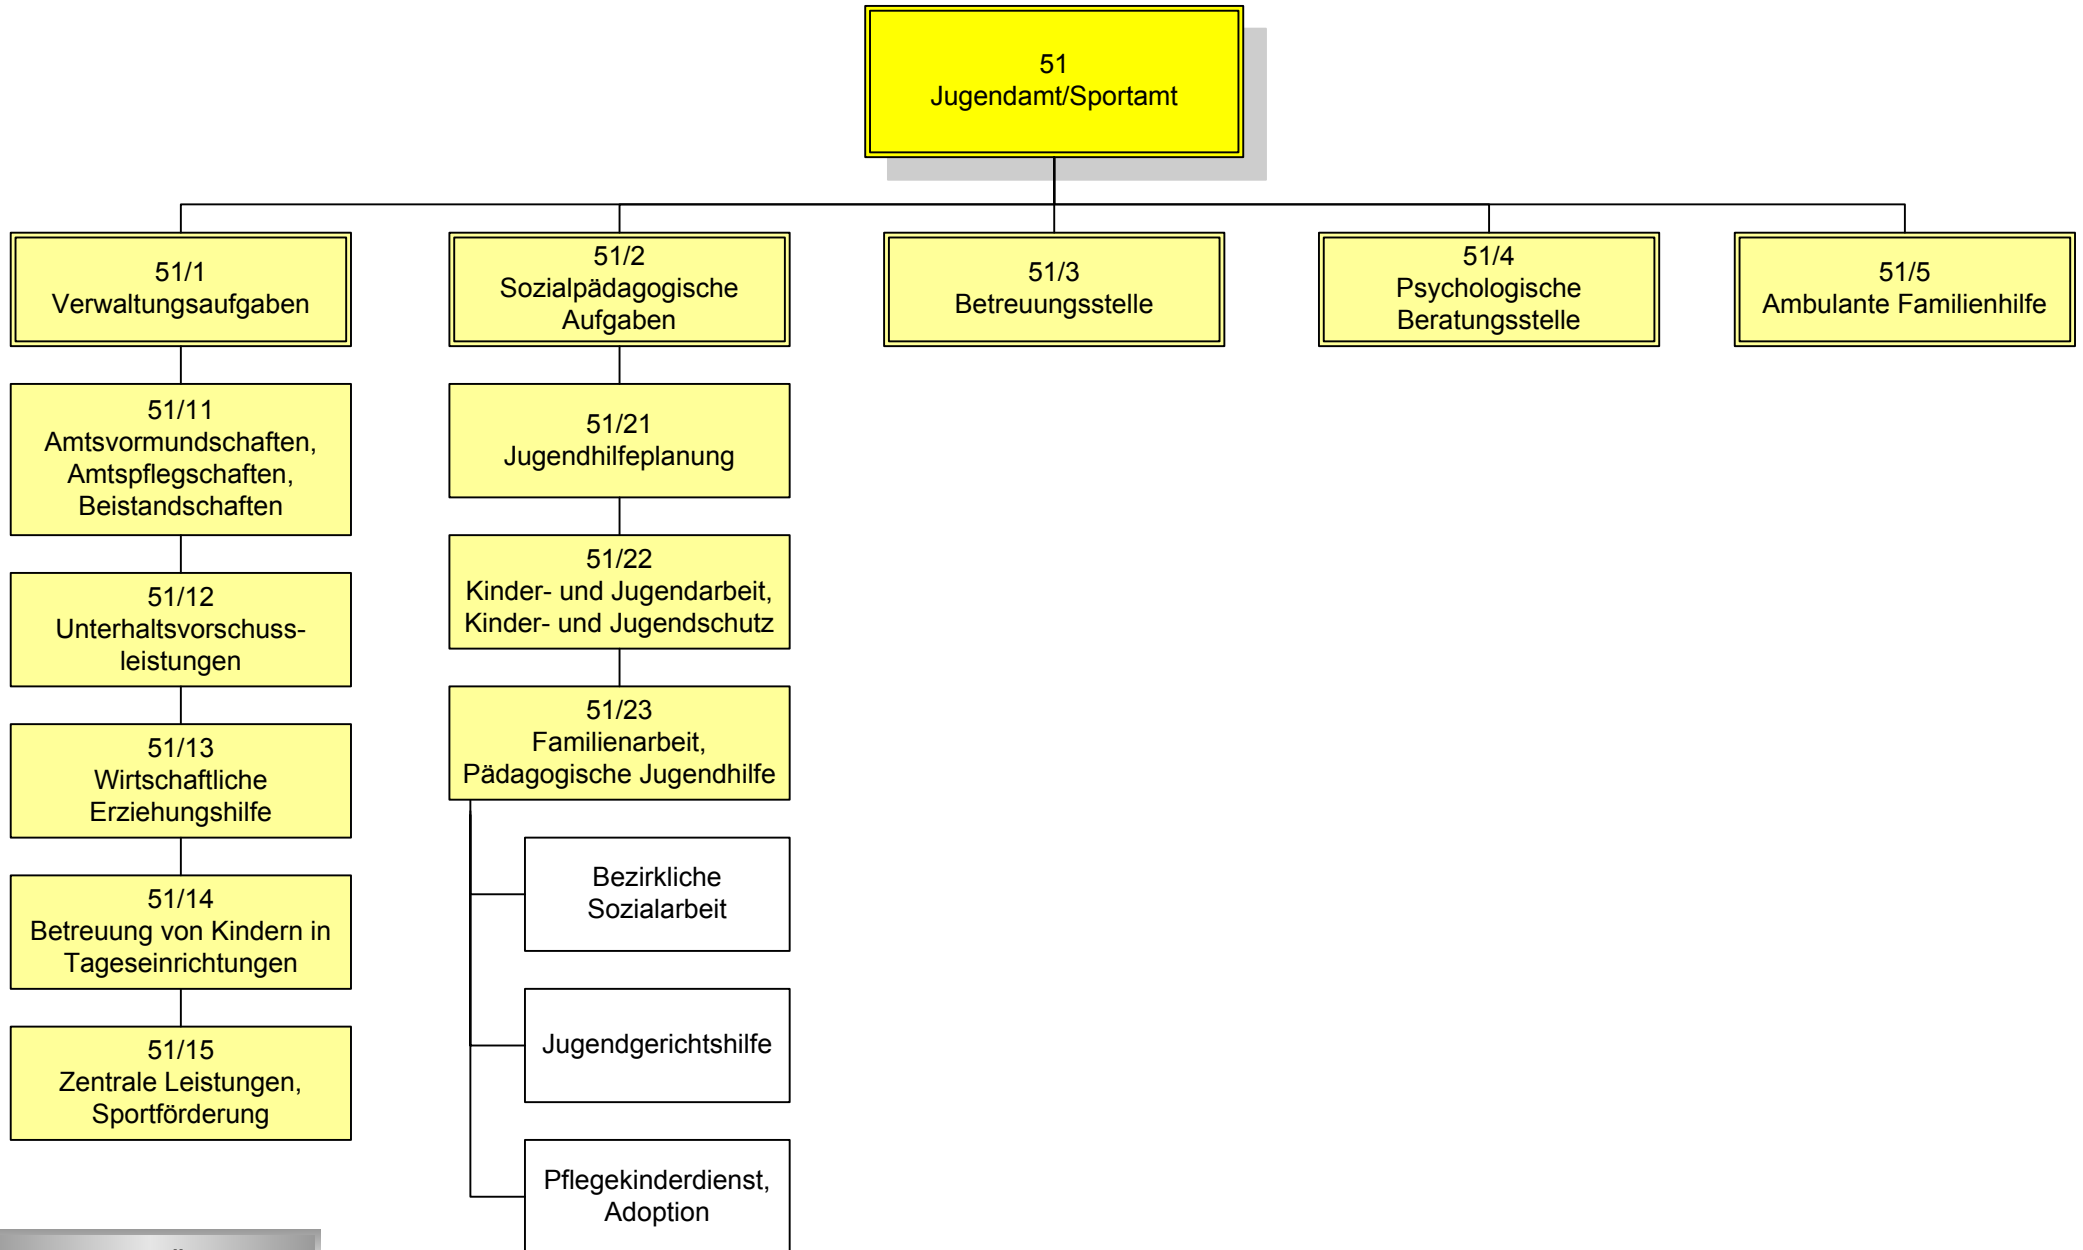 51
Jugendamt/Sportamt
51/1
Verwaltungsaufgaben
51/2
Sozialpädagogische
Aufgaben
51/3
Betreuungsstelle
51/4
Psychologische
Beratungsstelle
51/5
Ambulante Familienhilfe
51/11
Amtsvormundschaften,
Amtspflegschaften,
Beistandschaften
51/12
Unterhaltsvorschuss-
leistungen
51/13
Wirtschaftliche
Erziehungshilfe
51/14
Betreuung von Kindern in
Tageseinrichtungen
51/15
Zentrale Leistungen,
Sportförderung
51/21
Jugendhilfeplanung
51/22
Kinder- und Jugendarbeit,
Kinder- und Jugendschutz
51/23
Familienarbeit,
Pädagogische Jugendhilfe
Bezirkliche
Sozialarbeit
Jugendgerichtshilfe
Pflegekinderdienst,
Adoption